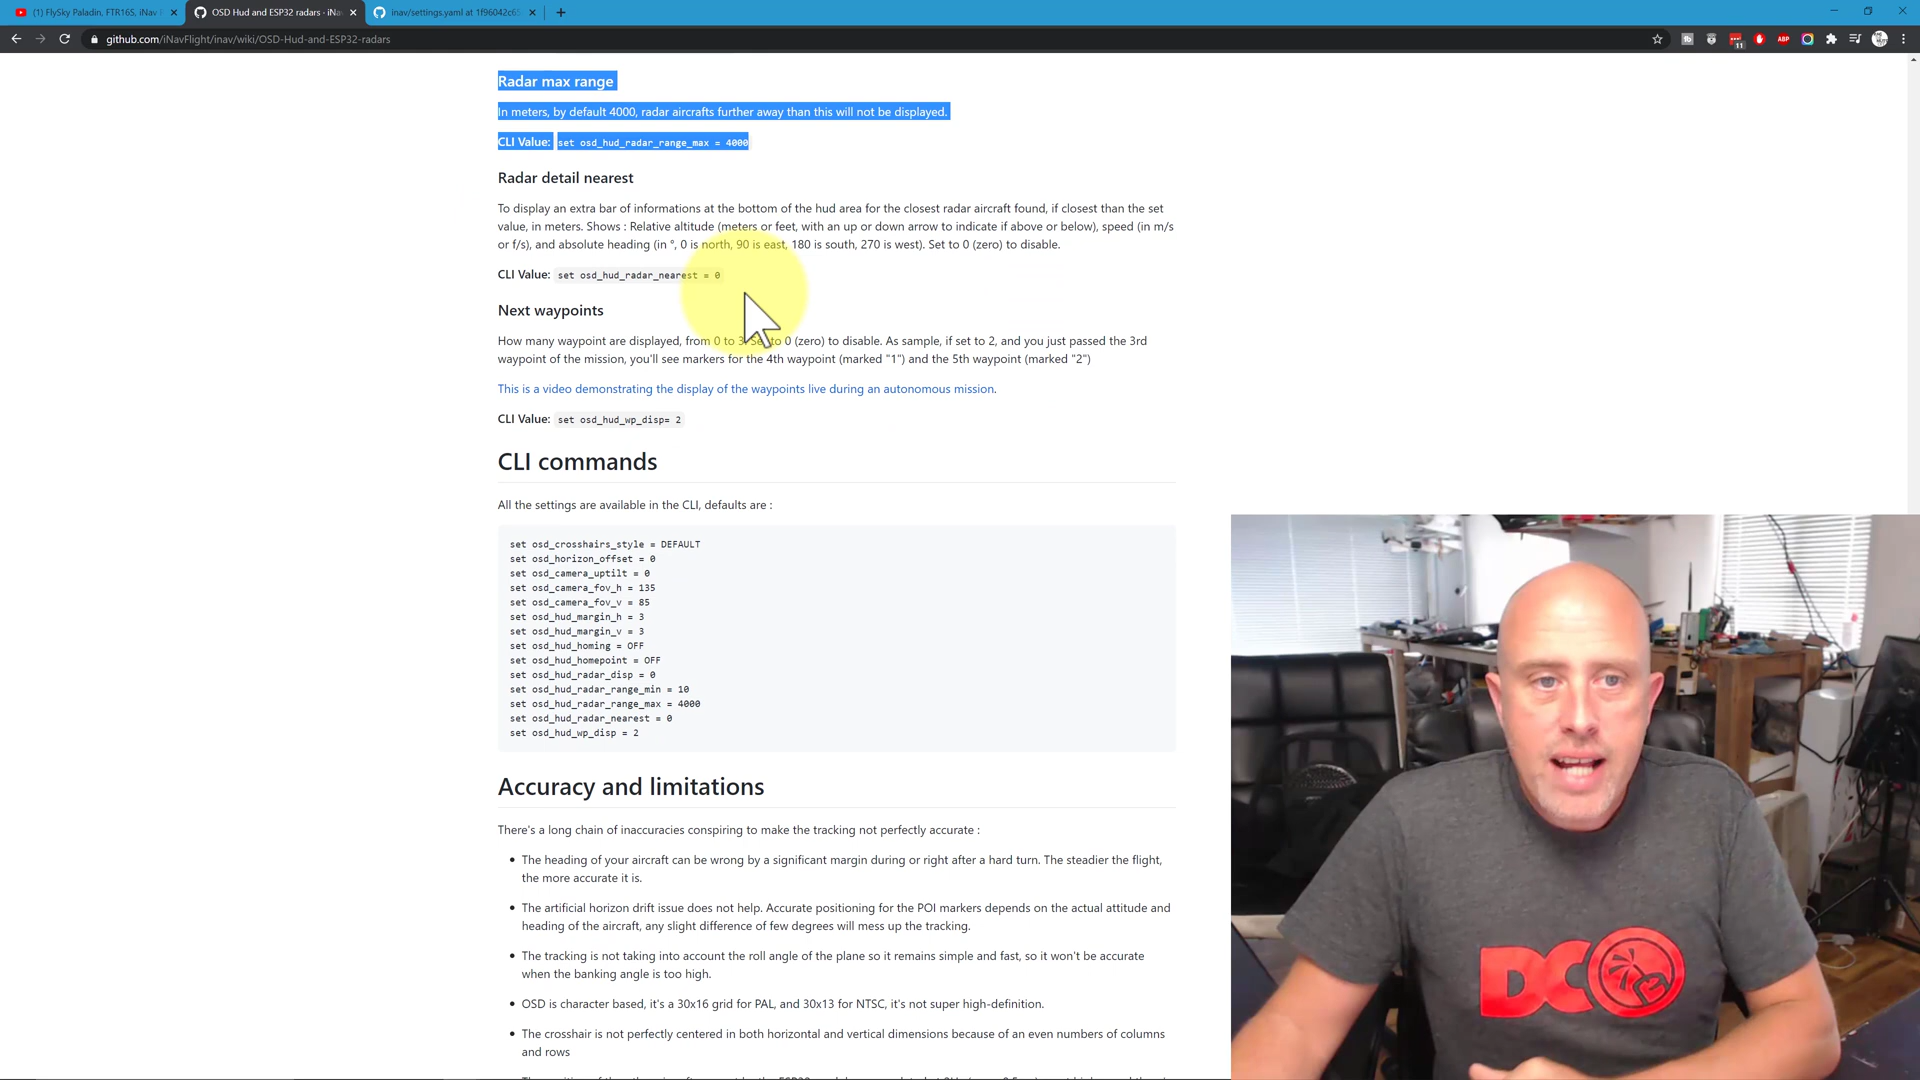 (1) FlySky Paladin, FTR16S, iNav F
OSD Hud and ESP32 radars · iNav
inav/settings.yaml at 1f96042c65
github.com/iNavFlight/inav/wiki/OSD-Hud-and-ESP32-radars
11
ABP
Radar max range
In meters, by default 4000, radar aircrafts further away than this will not be displayed.
CLI Value: set osd_hud_radar_range_max = 4000
Radar detail nearest
To display an extra bar of informations at the bottom of the hud area for the closest radar aircraft found, if closest than the set
value, in meters. Shows : Relative altitude (meters or feet, with an up or down arrow to indicate if above or below), speed (in m/s
or f/s), and absolute heading (in °, 0 is north, 90 is east, 180 is south, 270 is west). Set to 0 (zero) to disable.
CLI Value: set osd_hud_radar_nearest = 0
Next waypoints
How many waypoint are displayed, from 0 to 3. Set to 0 (zero) to disable. As sample, if set to 2, and you just passed the 3rd
waypoint of the mission, you'll see markers for the 4th waypoint (marked "1") and the 5th waypoint (marked "2")
This is a video demonstrating the display of the waypoints live during an autonomous mission.
CLI Value: set osd_hud_wp_disp= 2
CLI commands
All the settings are available in the CLI, defaults are :
set osd_crosshairs_style = DEFAULT
set osd_horizon_offset = 0
set osd_camera_uptilt = 0
set osd_camera_fov_h = 135
set osd_camera_fov_v = 85
set osd_hud_margin_h = 3
set osd_hud_margin_v = 3
set osd_hud_homing = OFF
set osd_hud_homepoint = OFF
set osd_hud_radar_disp = 0
set osd_hud_radar_range_min = 10
set osd_hud_radar_range_max = 4000
set osd_hud_radar_nearest = 0
set osd_hud_wp_disp = 2
Accuracy and limitations
There's a long chain of inaccuracies conspiring to make the tracking not perfectly accurate :
The heading of your aircraft can be wrong by a significant margin during or right after a hard turn. The steadier the flight,
the more accurate it is.
The artificial horizon drift issue does not help. Accurate positioning for the POI markers depends on the actual attitude and
heading of the aircraft, any slight difference of few degrees will mess up the tracking.
The tracking is not taking into account the roll angle of the plane so it remains simple and fast, so it won't be accurate
when the banking angle is too high.
OSD is character based, it's a 30x16 grid for PAL, and 30x13 for NTSC, it's not super high-definition.
The crosshair is not perfectly centered in both horizontal and vertical dimensions because of an even numbers of columns
and rows
DC